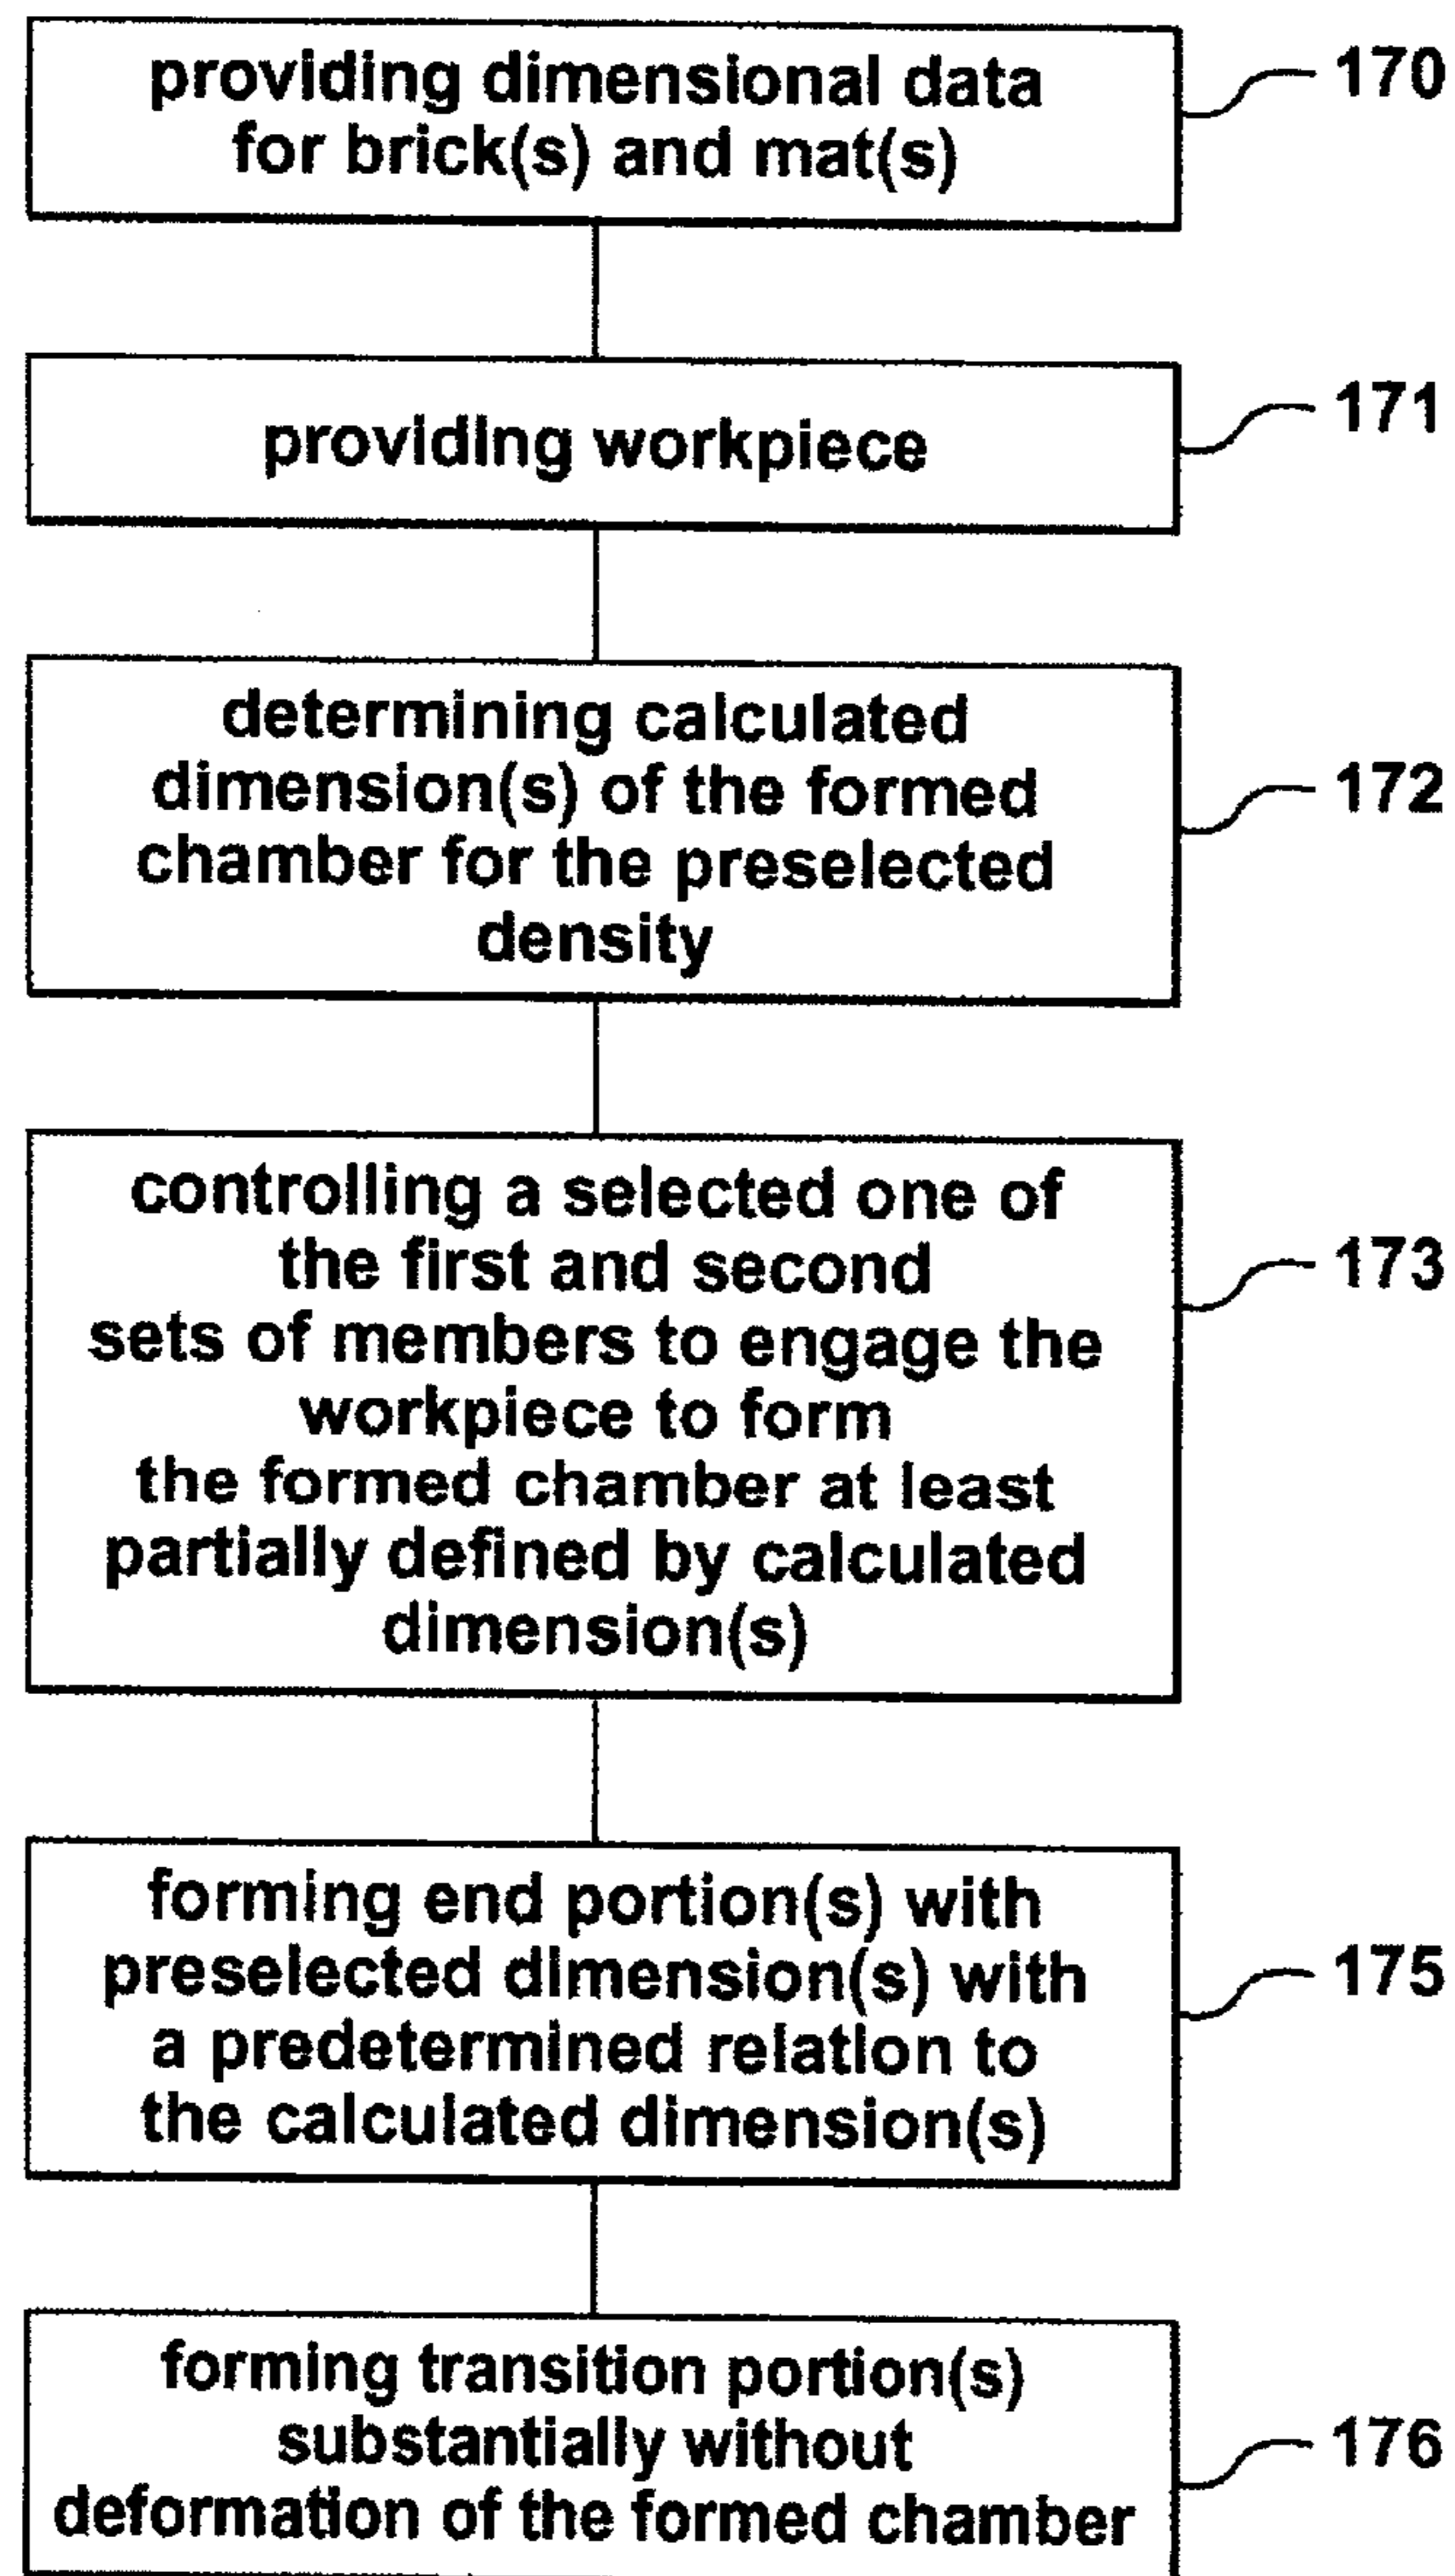 providing dimensional data
for brick(s) and mat(s)
170
providing workpiece
171
determining calculated
dimension(s) of the formed
chamber for the preselected
density
172
controlling a selected one of
the first and second
sets of members to engage the
workpiece to form
the formed chamber at least
partially defined by calculated
dimension(s)
173
forming end portion(s) with
preselected dimension(s) with
a predetermined relation to
the calculated dimension(s)
175
forming transition portion(s)
substantially without
deformation of the formed chamber
176